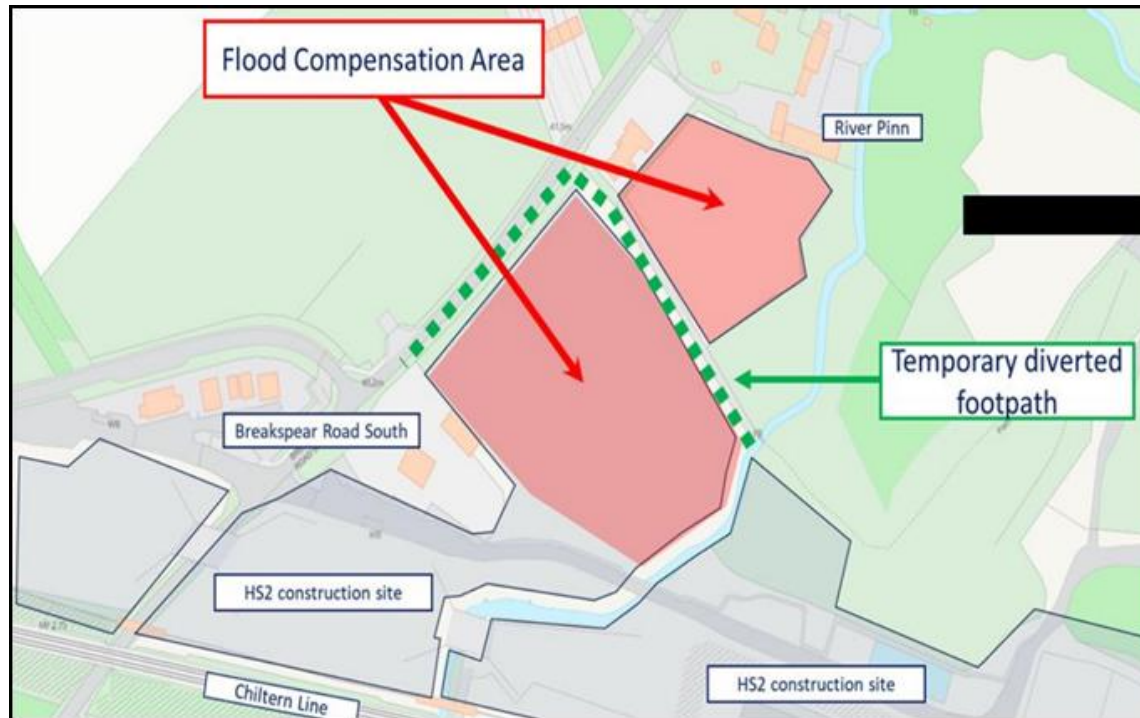 Flood Compensation Area
River Pinn
Temporary diverted
footpath
Breakspear Road South
HS2 construction site
HS2 construction site
Chiltern Line